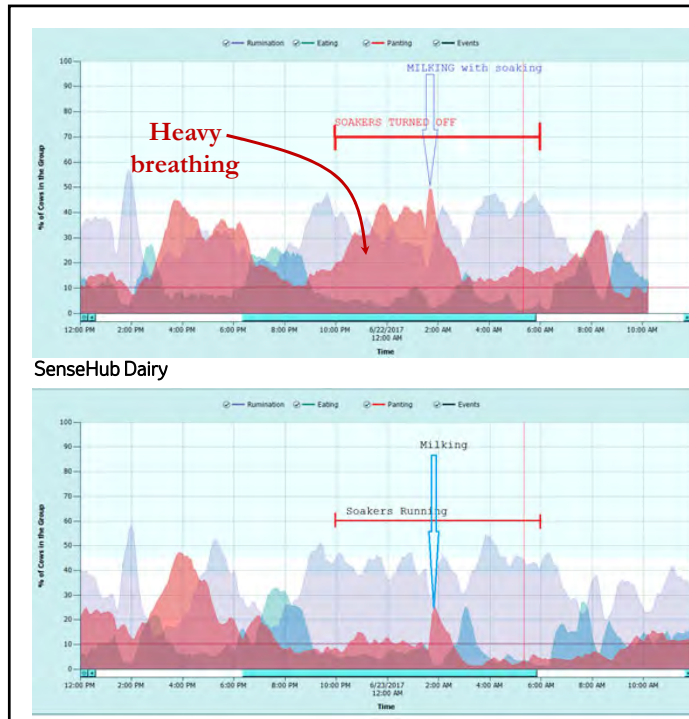 Rumination Eating Panting Events
MILKING with soaking
SOAKERS TURNED OFF
Heavy
breathing
% of Cows in the Group
100
90
80
70
60
50
40
30
20
10
0
12:00 PM 2:00 PM 4:00 PM 6:00 PM 8:00 PM 10:00 PM 6/22/2017 2:00 AM 4:00 AM 6:00 AM 8:00 AM 10:00 AM
12:00 AM
Time
SenseHub Dairy
Rumination Eating Panting Events
Milking
Soakers Running
% of Cows in the Group
100
90
80
70
60
50
40
30
20
10
0
12:00 PM 2:00 PM 4:00 PM 6:00 PM 8:00 PM 10:00 PM 6/23/2017 2:00 AM 4:00 AM 6:00 AM 8:00 AM 10:00 AM
12:00 AM
Time